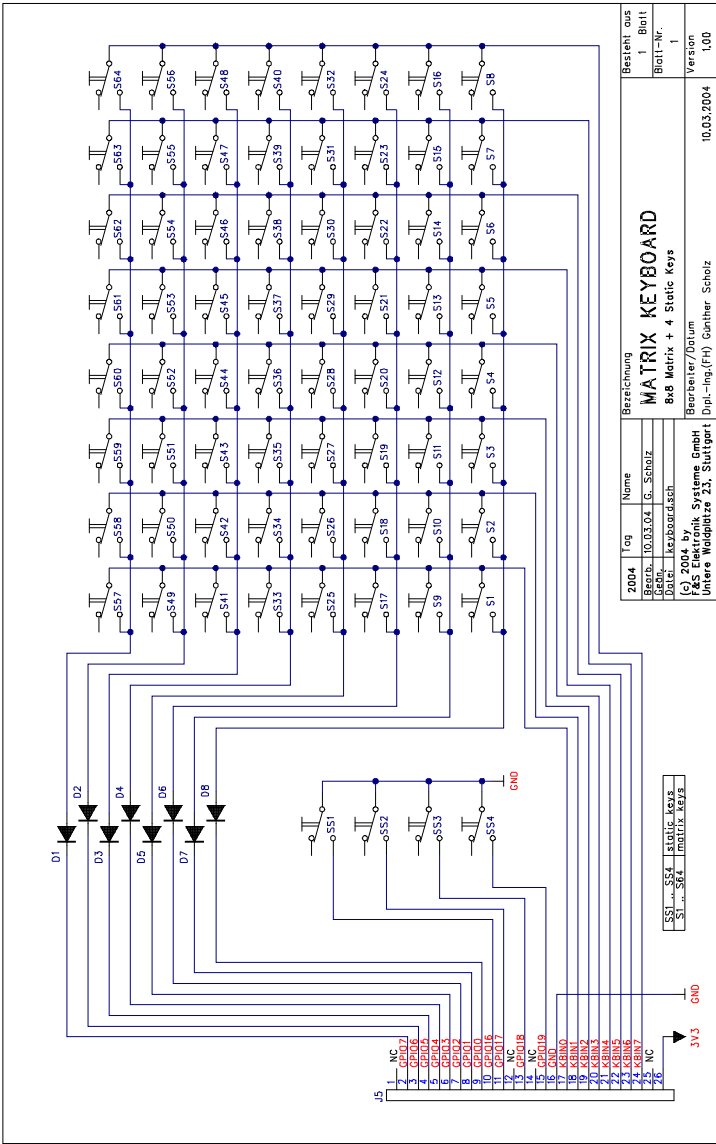 J5
1 NC
2 GPIO7
3 GPIO6
4 GPIO5
5 GPIO4
6 GPIO3
7 GPIO2
8 GPIO1
9 GPIO0
10 GPIO16
11 GPIO17
12 NC
13 GPIO18
14 NC
15 GPIO19
16 GND
17 KBIN0
18 KBIN1
19 KBIN2
20 KBIN3
21 KBIN4
22 KBIN5
23 KBIN6
24 KBIN7
25 NC
26
3V3
GND
D1
D2
D3
D4
D5
D6
D7
D8
SS1
SS2
SS3
SS4
GND
S57 S58 S59 S60 S61 S62 S63 S64
S49 S50 S51 S52 S53 S54 S55 S56
S41 S42 S43 S44 S45 S46 S47 S48
S33 S34 S35 S36 S37 S38 S39 S40
S25 S26 S27 S28 S29 S30 S31 S32
S17 S18 S19 S20 S21 S22 S23 S24
S9 S10 S11 S12 S13 S14 S15 S16
S1 S2 S3 S4 S5 S6 S7 S8
SS1 .. SS4 static keys
S1 .. S64 matrix keys
2004 Tag Name
Bearb. 10.03.04 G. Scholz
Geän.
Datei keyboard.sch
(c) 2004 by
F&S Elektronik Systeme GmbH
Untere Waldplätze 23, Stuttgart
Bezeichnung
MATRIX KEYBOARD
8x8 Matrix + 4 Static Keys
Bearbeiter/Datum
Dipl.-Ing.(FH) Günther Scholz 10.03.2004
Besteht aus
1 Blatt
Blatt-Nr.
1
Version
1.00